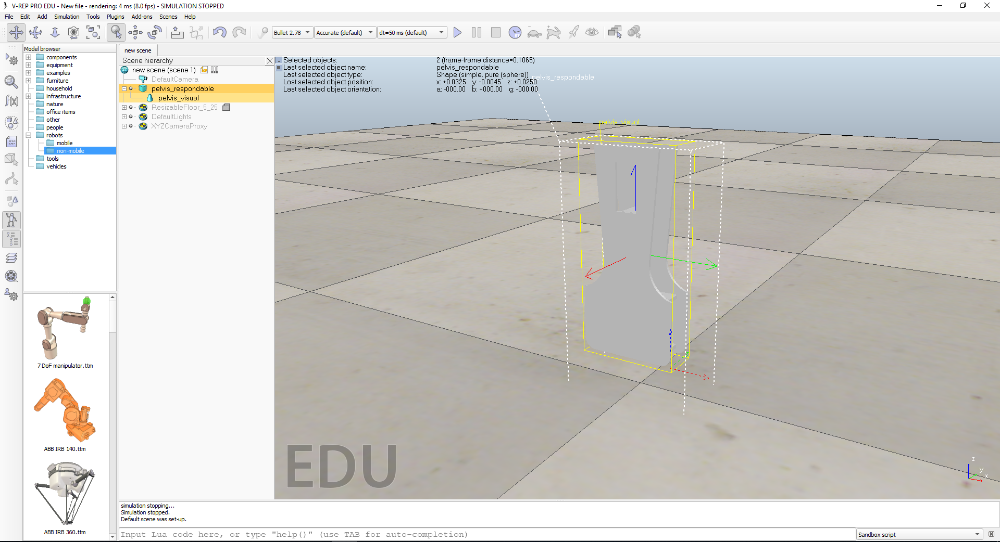 V-REP PRO EDU - New file - rendering: 4 ms (8.0 fps) - SIMULATION STOPPED
File Edit Add Simulation Tools Plugins Add-ons Scenes Help
Bullet 2.78 Accurate (default) dt=50 ms (default)
Model browser
components
equipment
examples
furniture
household
infrastructure
nature
office items
other
people
robots
mobile
non-mobile
tools
vehicles
7 DoF manipulator.ttm
ABB IRB 140.ttm
ABB IRB 360.ttm
new scene
Scene hierarchy
new scene (scene 1)
DefaultCamera
pelvis_respondable
pelvis_visual
ResizableFloor_5_25
DefaultLights
XYZCameraProxy
Selected objects: 2 (frame-frame distance=0.1065)
Last selected object name: pelvis_respondable
Last selected object type: Shape (simple, pure (sphere))
Last selected object position: x: +0.0325 y: -0.0045 z: +0.0250
Last selected object orientation: a: -000.00 b: +000.00 g: -000.00
pelvis_respondable
pelvis_visual
EDU
z
y
x
simulation stopping...
Simulation stopped.
Default scene was set-up.
Input Lua code here, or type "help()" (use TAB for auto-completion)
Sandbox script